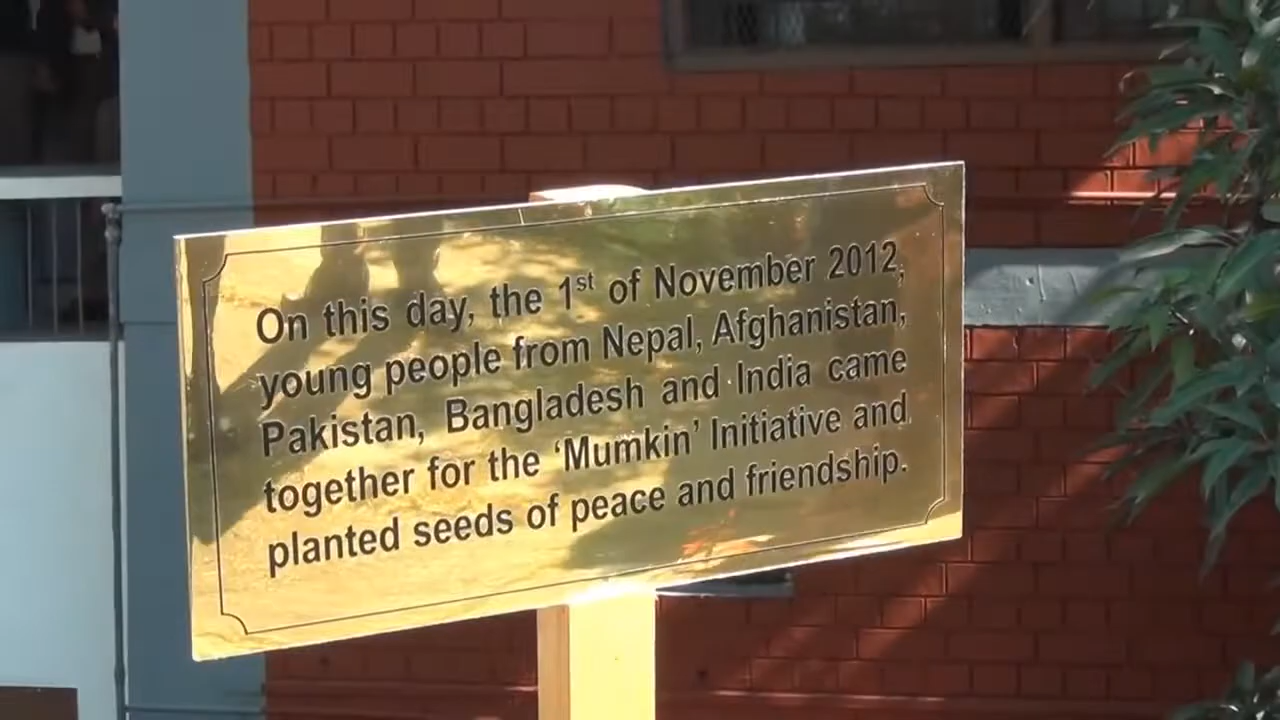 On this day, the 1st of November 2012,
young people from Nepal, Afghanistan,
Pakistan, Bangladesh and India came
together for the ‘Mumkin’ Initiative and
planted seeds of peace and friendship.